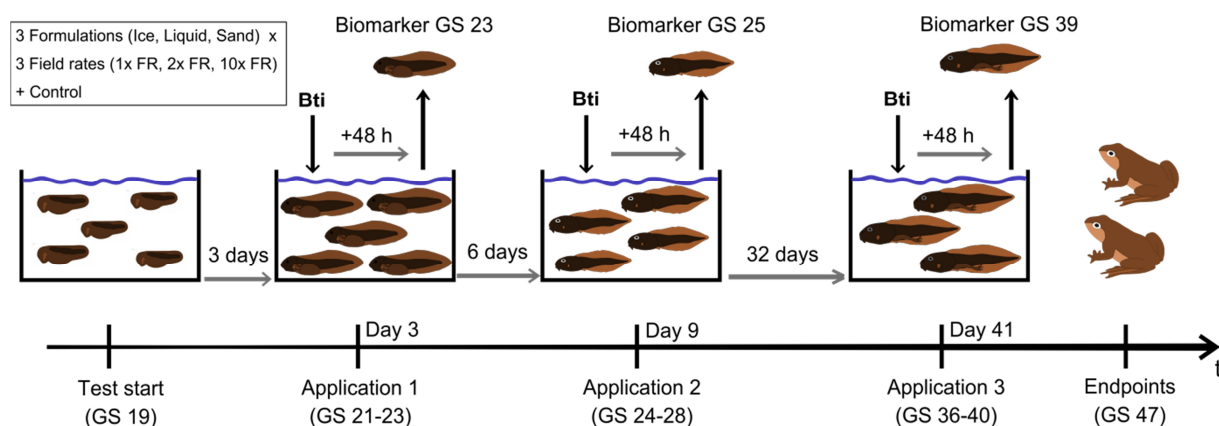 3 Formulations (Ice, Liquid, Sand) x
3 Field rates (1x FR, 2x FR, 10x FR)
+ Control
Biomarker GS 23
Biomarker GS 25
Biomarker GS 39
Bti
+48 h
Bti
+48 h
Bti
+48 h
3 days
6 days
32 days
Day 3
Day 9
Day 41
t
Test start
(GS 19)
Application 1
(GS 21-23)
Application 2
(GS 24-28)
Application 3
(GS 36-40)
Endpoints
(GS 47)